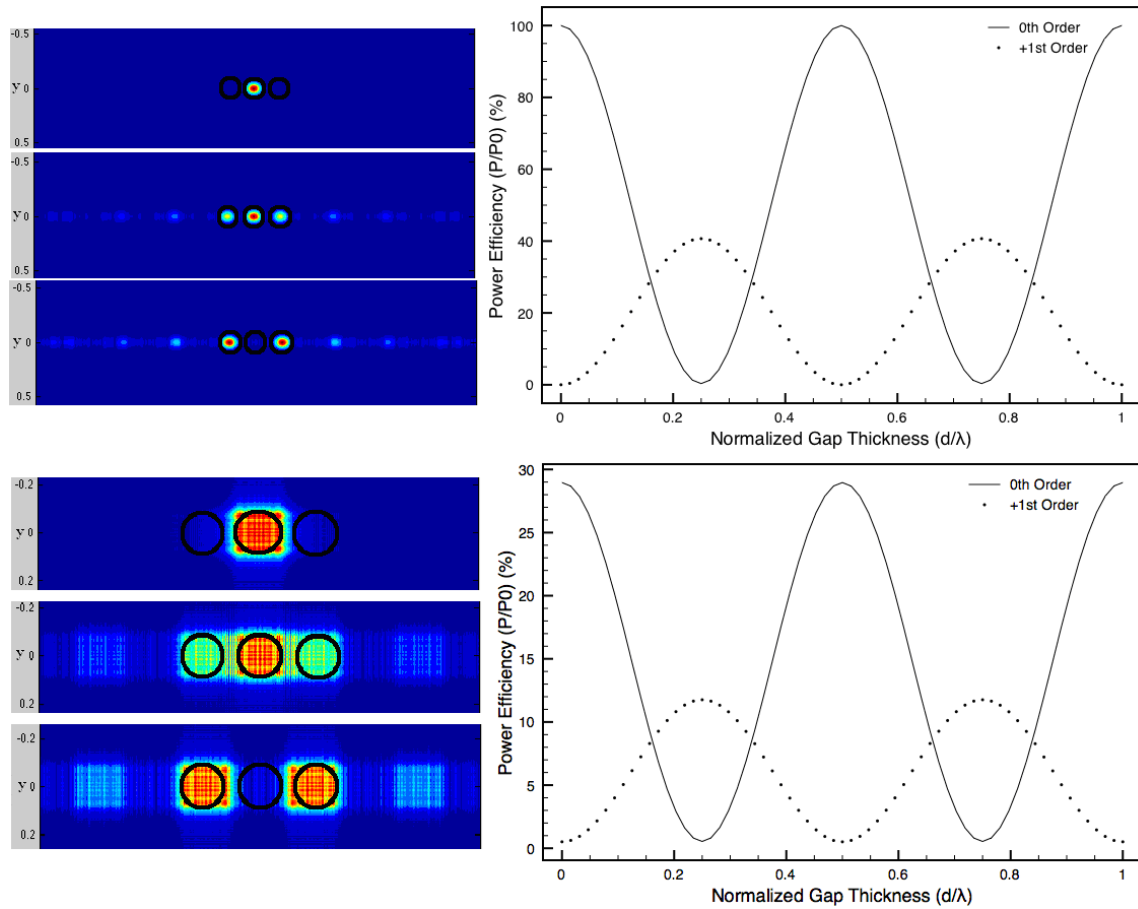 -0.5
y 0
0.5
-0.5
y 0
0.5
-0.5
y 0
0.5
100
80
60
40
20
0
Power Efficiency (P/P0) (%)
0th Order
+1st Order
0 0.2 0.4 0.6 0.8 1
Normalized Gap Thickness (d/λ)
-0.2
y 0
0.2
-0.2
y 0
0.2
-0.2
y 0
0.2
30
25
20
15
10
5
0
Power Efficiency (P/P0) (%)
0th Order
+1st Order
0 0.2 0.4 0.6 0.8 1
Normalized Gap Thickness (d/λ)